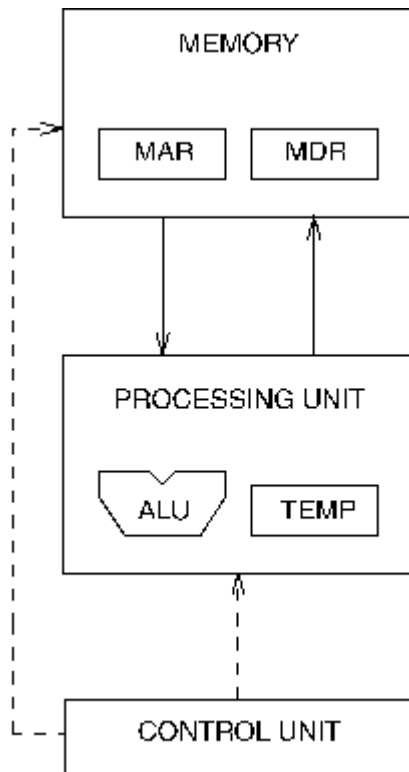 MEMORY
MAR MDR
PROCESSING UNIT
ALU TEMP
CONTROL UNIT